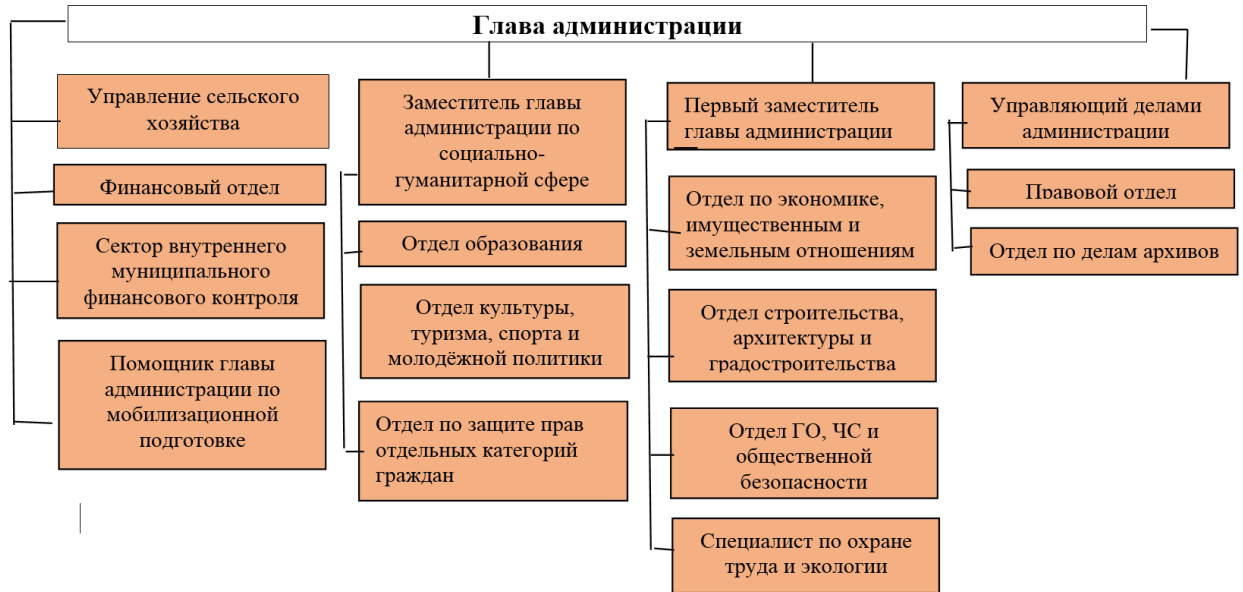 Глава администрации
Управление сельского
хозяйства
Финансовый отдел
Сектор внутреннего
муниципального
финансового контроля
Помощник главы
администрации по
мобилизационной
подготовке
Заместитель главы
администрации по
социально-
гуманитарной сфере
Отдел образования
Отдел культуры,
туризма, спорта и
молодёжной политики
Отдел по защите прав
отдельных категорий
граждан
Первый заместитель
главы администрации
Отдел по экономике,
имущественным и
земельным отношениям
Отдел строительства,
архитектуры и
градостроительства
Отдел ГО, ЧС и
общественной
безопасности
Специалист по охране
труда и экологии
Управляющий делами
администрации
Правовой отдел
Отдел по делам архивов